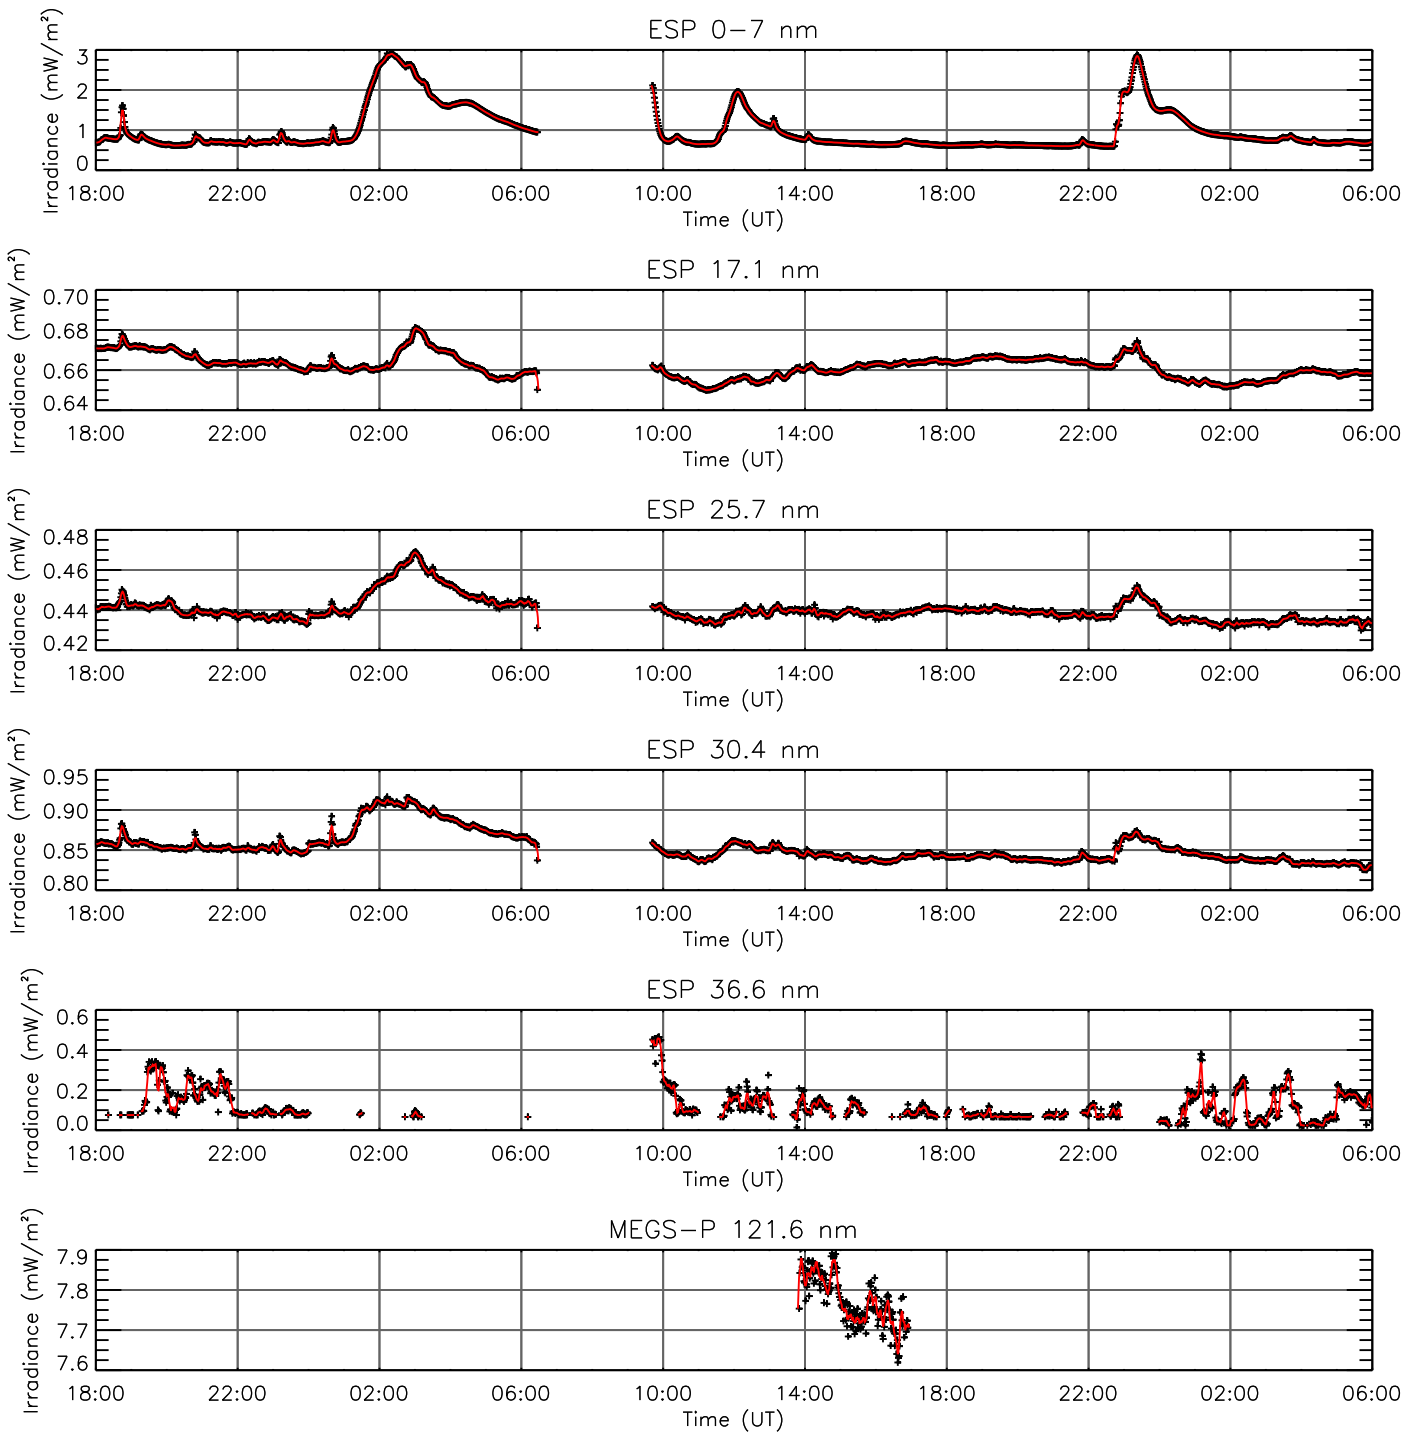 ESP 0-7 nm
Irradiance (mW/m²)
3
2
1
0
18:00 22:00 02:00 06:00 10:00 14:00 18:00 22:00 02:00 06:00
Time (UT)
ESP 17.1 nm
Irradiance (mW/m²)
0.70
0.68
0.66
0.64
18:00 22:00 02:00 06:00 10:00 14:00 18:00 22:00 02:00 06:00
Time (UT)
ESP 25.7 nm
Irradiance (mW/m²)
0.48
0.46
0.44
0.42
18:00 22:00 02:00 06:00 10:00 14:00 18:00 22:00 02:00 06:00
Time (UT)
ESP 30.4 nm
Irradiance (mW/m²)
0.95
0.90
0.85
0.80
18:00 22:00 02:00 06:00 10:00 14:00 18:00 22:00 02:00 06:00
Time (UT)
ESP 36.6 nm
Irradiance (mW/m²)
0.6
0.4
0.2
0.0
18:00 22:00 02:00 06:00 10:00 14:00 18:00 22:00 02:00 06:00
Time (UT)
MEGS-P 121.6 nm
Irradiance (mW/m²)
7.9
7.8
7.7
7.6
18:00 22:00 02:00 06:00 10:00 14:00 18:00 22:00 02:00 06:00
Time (UT)